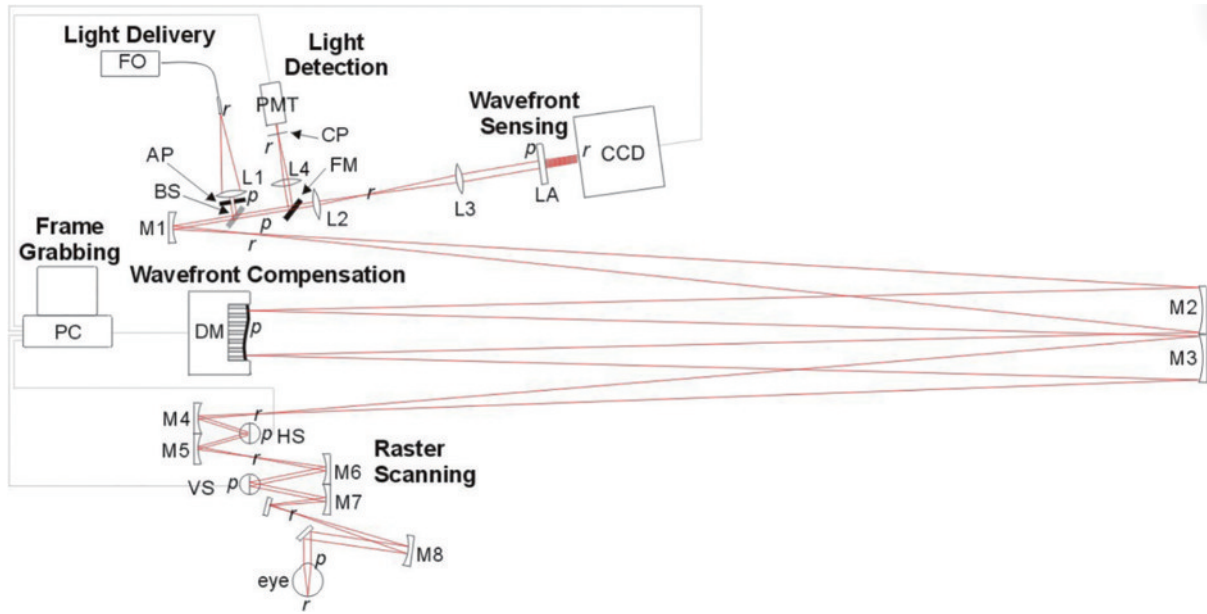 Light Delivery
FO
Light
Detection
PMT
r
r
CP
Wavefront
Sensing
CCD
p
r
AP
L1
L4
FM
BS
p
r
L3
LA
L2
M1
p
r
Frame
Grabbing
Wavefront Compensation
PC
DM
p
M2
M3
M4
r
p
HS
M5
r
Raster
Scanning
M6
VS
p
M7
r
M8
p
eye
r